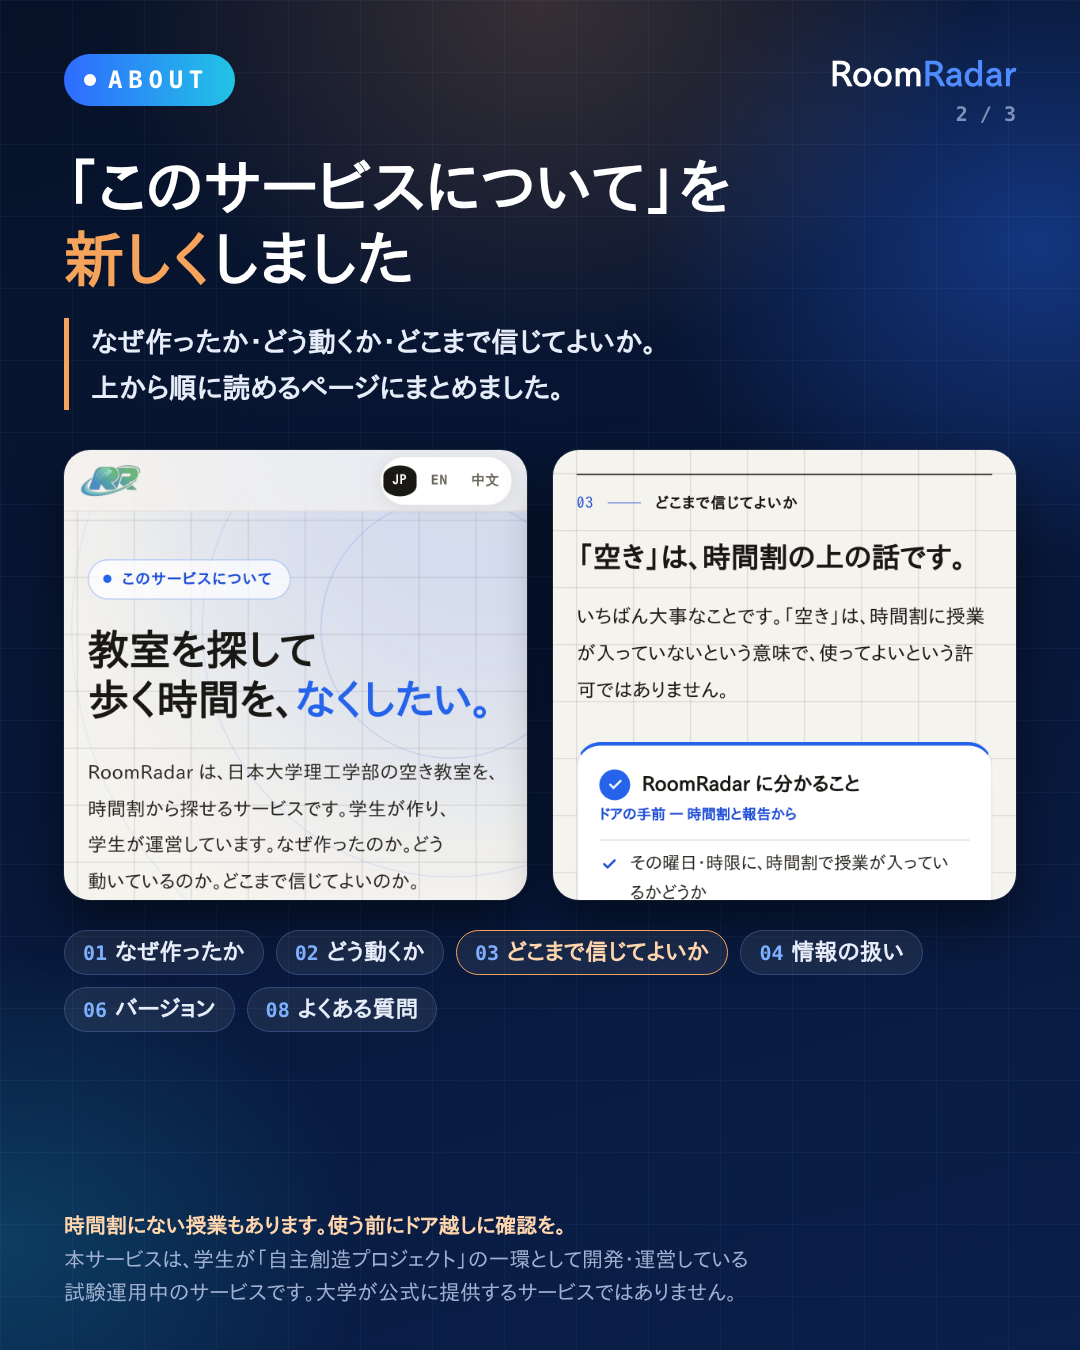 ABOUT
RoomRadar
2 / 3
「このサービスについて」を
新しくしました
なぜ作ったか・どう動くか・どこまで信じてよいか。
上から順に読めるページにまとめました。
RR
JP EN 中文
このサービスについて
教室を探して
歩く時間を、なくしたい。
RoomRadar は、日本大学理工学部の空き教室を、
時間割から探せるサービスです。学生が作り、
学生が運営しています。なぜ作ったのか。どう
動いているのか。どこまで信じてよいのか。
03 どこまで信じてよいか
「空き」は、時間割の上の話です。
いちばん大事なことです。「空き」は、時間割に授業
が入っていないという意味で、使ってよいという許
可ではありません。
RoomRadar に分かること
ドアの手前 — 時間割と報告から
その曜日・時限に、時間割で授業が入ってい
るかどうか
01 なぜ作ったか 02 どう動くか 03 どこまで信じてよいか 04 情報の扱い
06 バージョン 08 よくある質問
時間割にない授業もあります。使う前にドア越しに確認を。
本サービスは、学生が「自主創造プロジェクト」の一環として開発・運営している
試験運用中のサービスです。大学が公式に提供するサービスではありません。